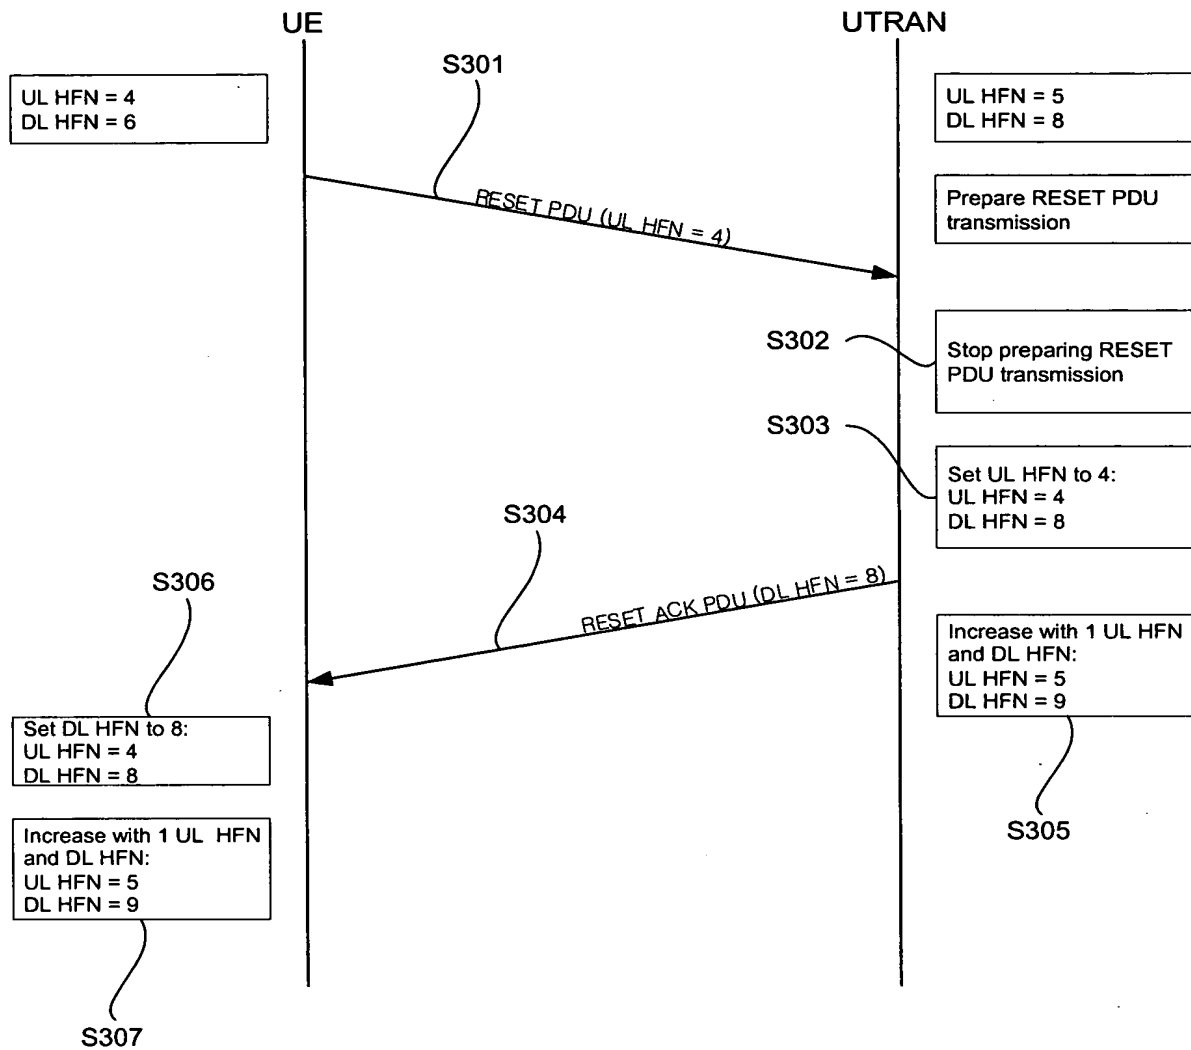 UE
UTRAN
S301
UL HFN = 4
DL HFN = 6
UL HFN = 5
DL HFN = 8
RESET PDU (UL HFN = 4)
Prepare RESET PDU
transmission
S302
Stop preparing RESET
PDU transmission
S303
Set UL HFN to 4:
UL HFN = 4
DL HFN = 8
S304
RESET ACK PDU (DL HFN = 8)
S306
Increase with 1 UL HFN
and DL HFN:
UL HFN = 5
DL HFN = 9
Set DL HFN to 8:
UL HFN = 4
DL HFN = 8
S305
Increase with 1 UL HFN
and DL HFN:
UL HFN = 5
DL HFN = 9
S307